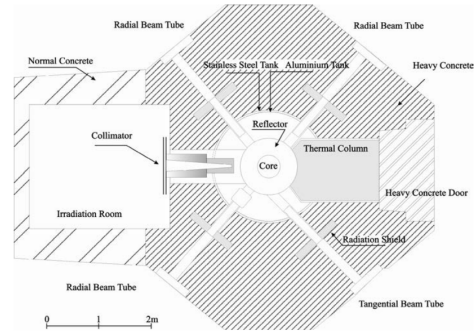 Radial Beam Tube
Radial Beam Tube
Normal Concrete
Stainless Steel Tank
Aluminium Tank
Heavy Concrete
Reflector
Collimator
Thermal Column
Core
Heavy Concrete Door
Irradiation Room
Radiation Shield
Radial Beam Tube
Tangential Beam Tube
0 1 2m